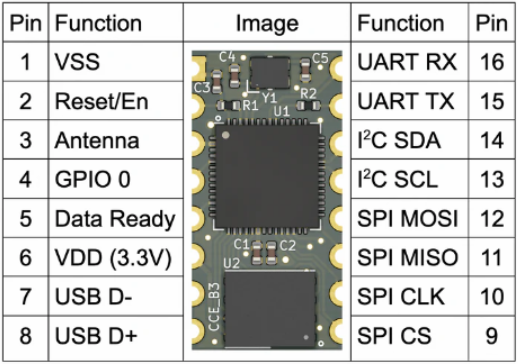 Pin Function Image Function Pin
1 VSS UART RX 16
2 Reset/En UART TX 15
3 Antenna I²C SDA 14
4 GPIO 0 I²C SCL 13
5 Data Ready SPI MOSI 12
6 VDD (3.3V) SPI MISO 11
7 USB D- SPI CLK 10
8 USB D+ SPI CS 9
C4 C5
C3
Y1
R1 R2
U1
C1 C2
U2
CCE_B3